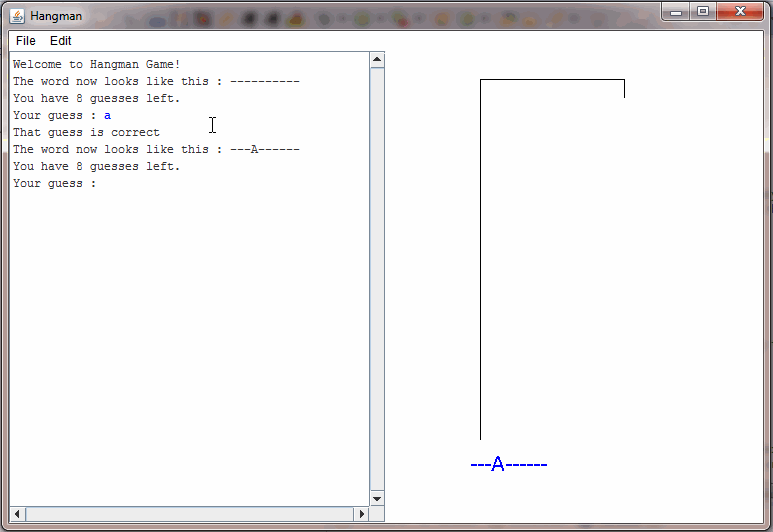 Hangman
File Edit
Welcome to Hangman Game!
The word now looks like this : ----------
You have 8 guesses left.
Your guess : a
That guess is correct
The word now looks like this : ---A------
You have 8 guesses left.
Your guess :
---A------